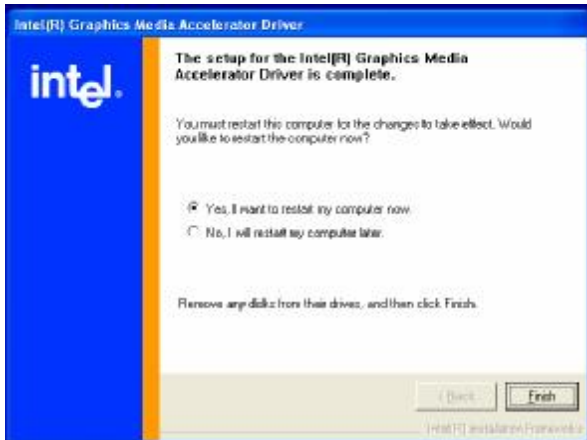 Intel(R) Graphics Media Accelerator Driver
intel.
The setup for the Intel(R) Graphics Media
Accelerator Driver is complete.
You must restart this computer for the changes to take effect. Would
you like to restart the computer now?
Yes, I want to restart my computer now.
No, I will restart my computer later.
Remove any disks from their drives, and then click Finish.
< Back
Finish
Intel(R) Installation Frameworks